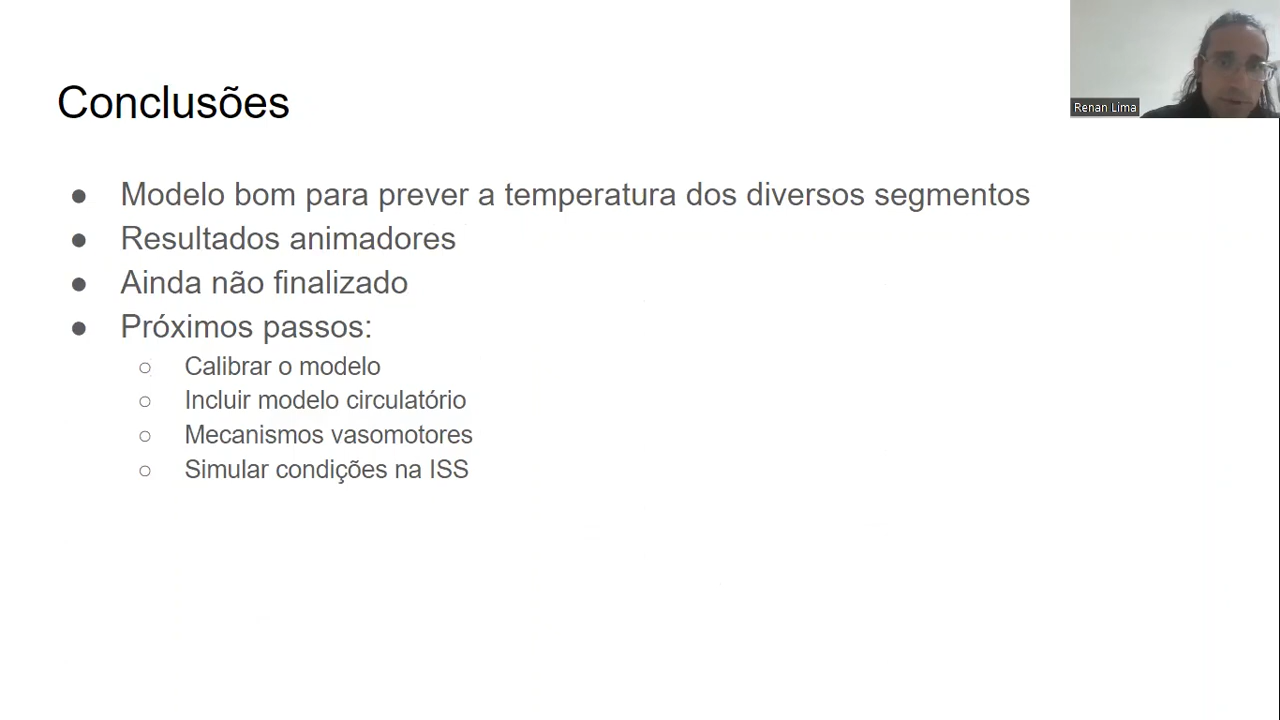 Conclusões
Renan Lima
● Modelo bom para prever a temperatura dos diversos segmentos
● Resultados animadores
● Ainda não finalizado
● Próximos passos:
○ Calibrar o modelo
○ Incluir modelo circulatório
○ Mecanismos vasomotores
○ Simular condições na ISS